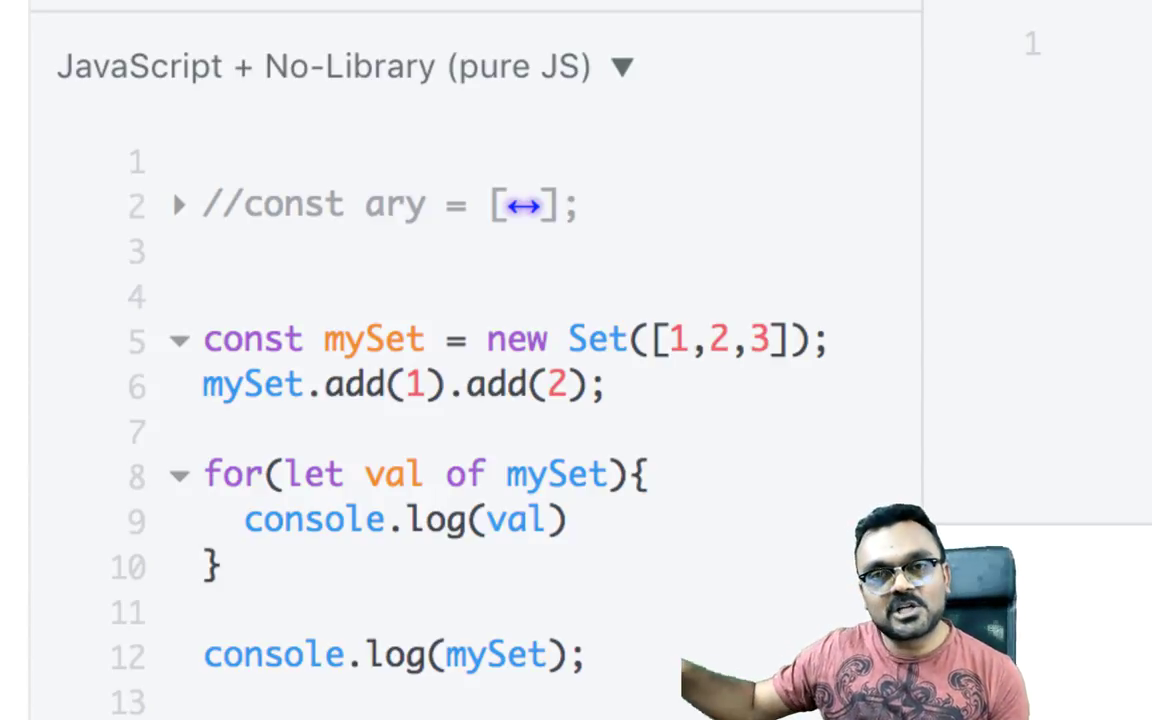 JavaScript + No-Library (pure JS) ▼
1
1
2 //const ary = [↔];
3
4
5 const mySet = new Set([1,2,3]);
6 mySet.add(1).add(2);
7
8 for(let val of mySet){
9 console.log(val)
10 }
11
12 console.log(mySet);
13